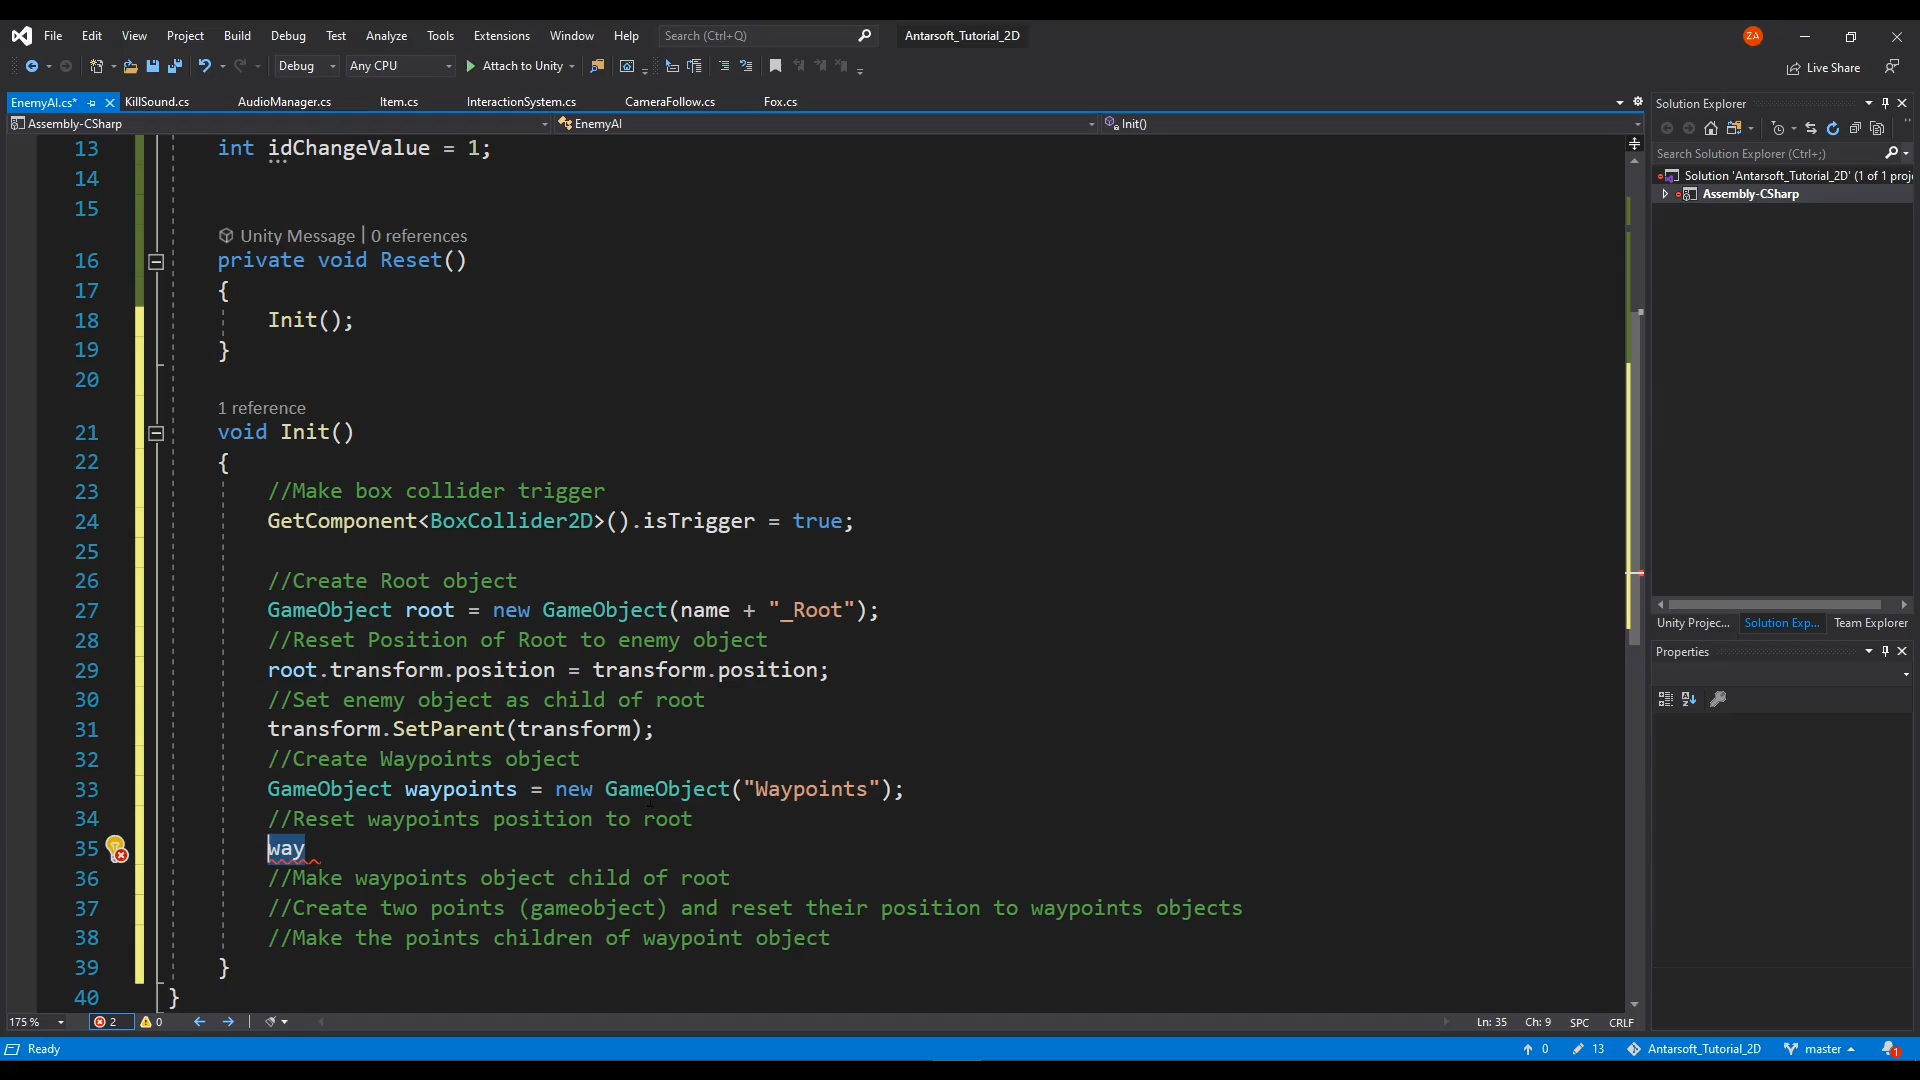 File Edit View Project Build Debug Test Analyze Tools Extensions Window Help Search (Ctrl+Q) Antarsoft_Tutorial_2D ZA
Debug Any CPU Attach to Unity Live Share
EnemyAI.cs* KillSound.cs AudioManager.cs Item.cs InteractionSystem.cs CameraFollow.cs Fox.cs
Assembly-CSharp EnemyAI Init()
13 int idChangeValue = 1;
14
15
Unity Message | 0 references
16 private void Reset()
17 {
18 Init();
19 }
20
1 reference
21 void Init()
22 {
23 //Make box collider trigger
24 GetComponent<BoxCollider2D>().isTrigger = true;
25
26 //Create Root object
27 GameObject root = new GameObject(name + "_Root");
28 //Reset Position of Root to enemy object
29 root.transform.position = transform.position;
30 //Set enemy object as child of root
31 transform.SetParent(transform);
32 //Create Waypoints object
33 GameObject waypoints = new GameObject("Waypoints");
34 //Reset waypoints position to root
35 way
36 //Make waypoints object child of root
37 //Create two points (gameobject) and reset their position to waypoints objects
38 //Make the points children of waypoint object
39 }
40 }
175 % 2 0 Ln: 35 Ch: 9 SPC CRLF
Solution Explorer
Search Solution Explorer (Ctrl+;)
Solution 'Antarsoft_Tutorial_2D' (1 of 1 proj
Assembly-CSharp
Unity Projec... Solution Exp... Team Explorer
Properties
Ready 0 13 Antarsoft_Tutorial_2D master 1